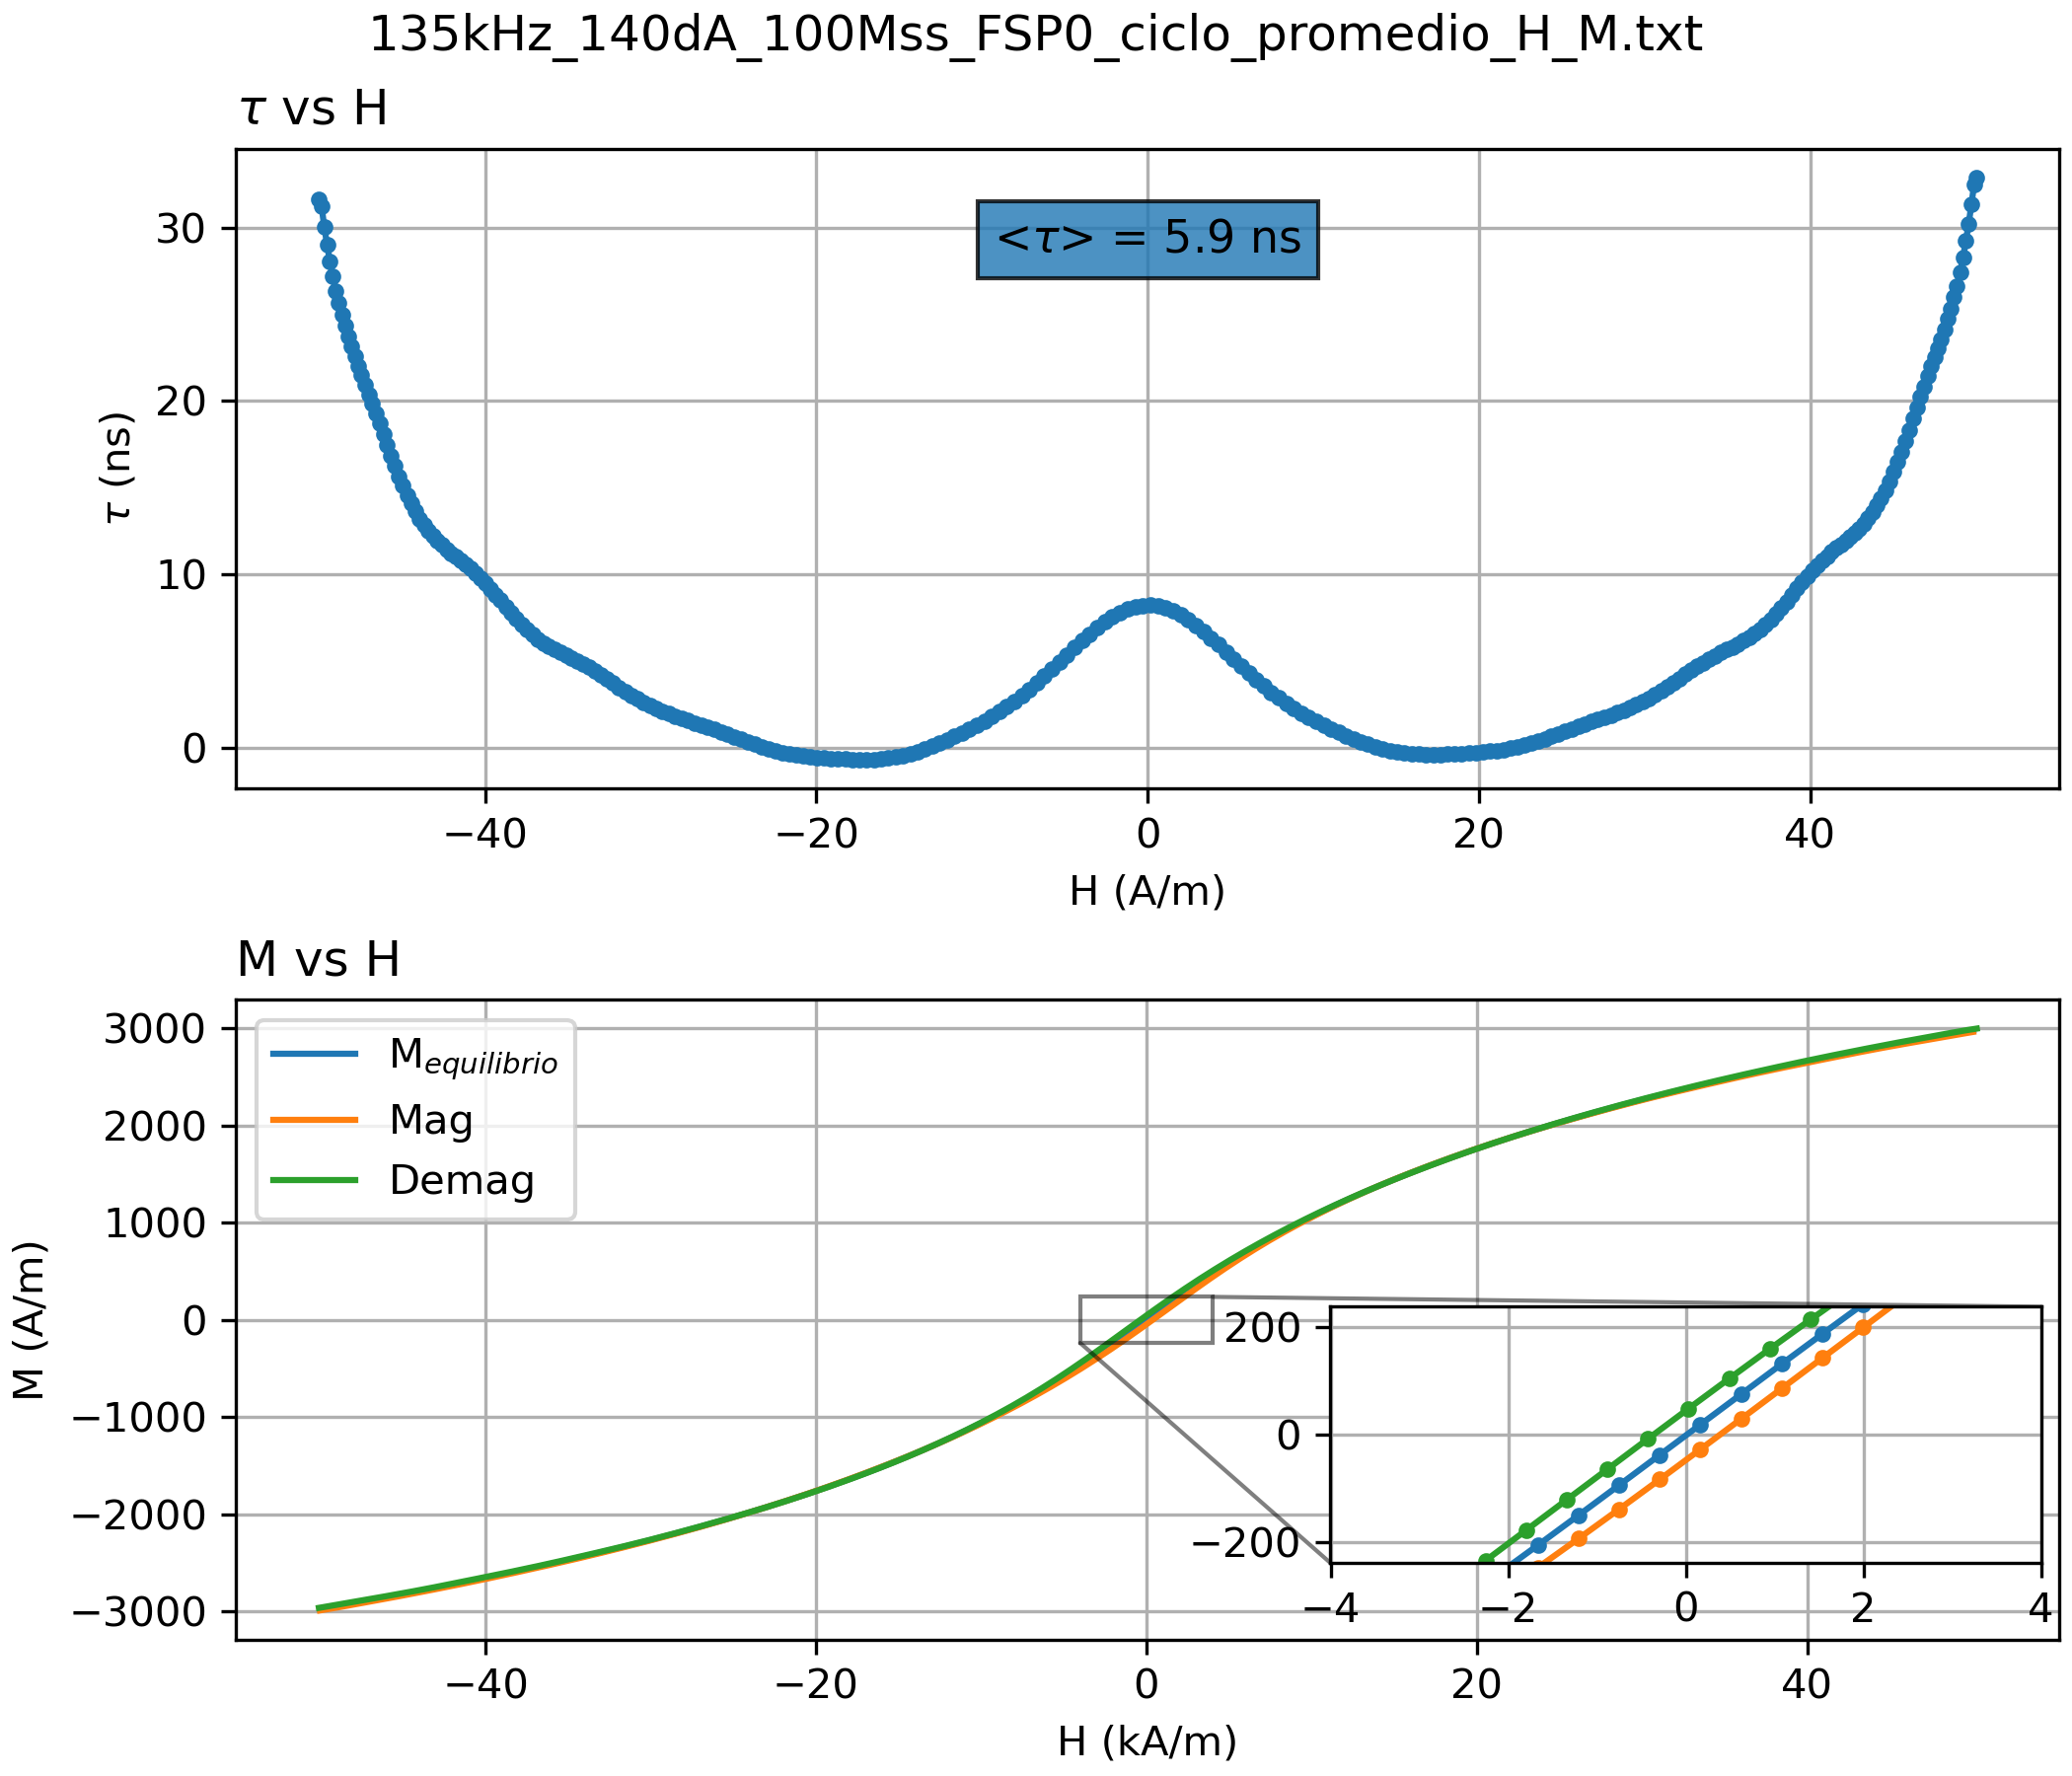 135kHz_140dA_100Mss_FSP0_ciclo_promedio_H_M.txt
τ vs H
30
20
10
0
τ (ns)
<τ> = 5.9 ns
−40
−20
0
20
40
H (A/m)
M vs H
3000
2000
1000
0
−1000
−2000
−3000
M (A/m)
Mequilibrio
Mag
Demag
200
0
−200
−4
−2
0
2
4
−40
−20
0
20
40
H (kA/m)